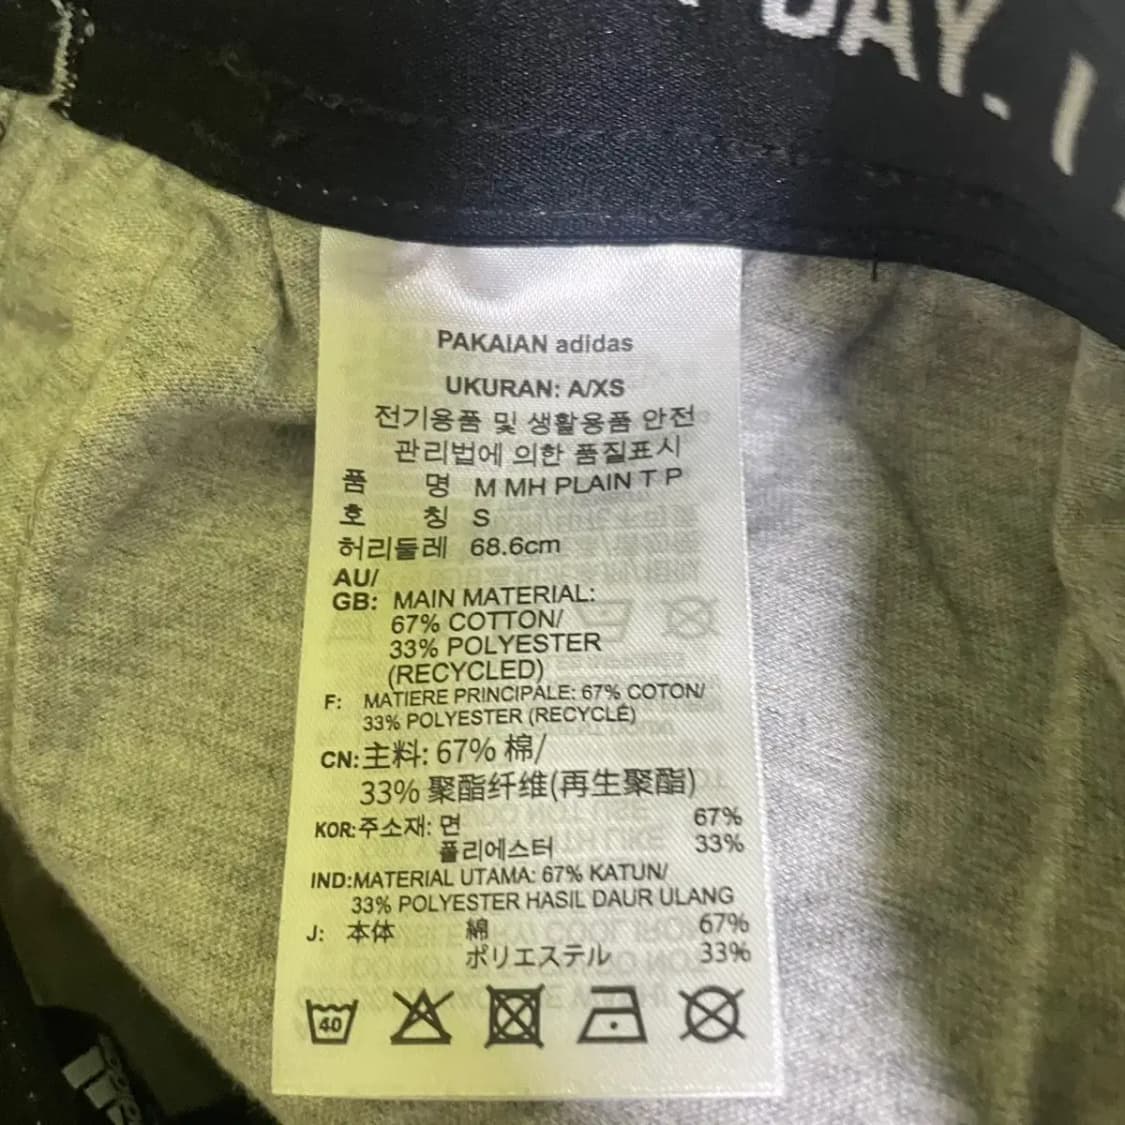 DAY. I
PAKAIAN adidas
UKURAN: A/XS
전기용품 및 생활용품 안전
관리법에 의한 품질표시
품 명 M MH PLAIN T P
호 칭 S
허리둘레 68.6cm
AU/
GB: MAIN MATERIAL:
67% COTTON/
33% POLYESTER
(RECYCLED)
F: MATIERE PRINCIPALE: 67% COTON/
33% POLYESTER (RECYCLÉ)
CN: 主料: 67% 棉/
33% 聚酯纤维(再生聚酯)
KOR: 주소재: 면 67%
폴리에스터 33%
IND:MATERIAL UTAMA: 67% KATUN/
33% POLYESTER HASIL DAUR ULANG
J: 本体 綿 67%
ポリエステル 33%
40